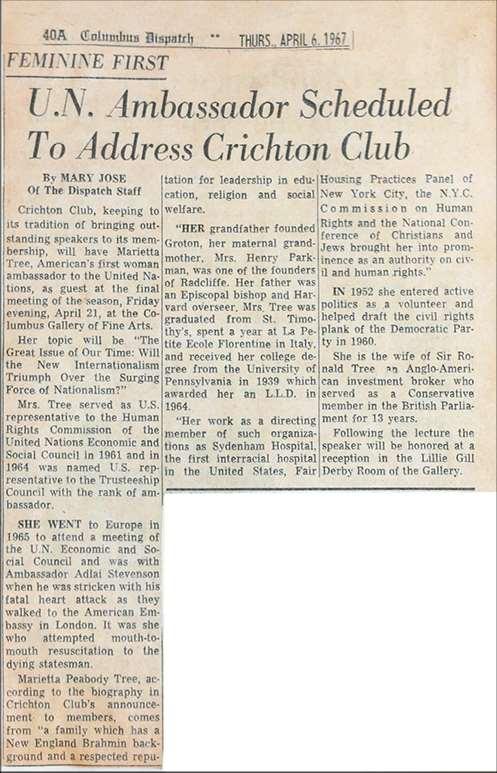 40A Columbus Dispatch ** THURS., APRIL 6, 1967
FEMININE FIRST
U.N. Ambassador Scheduled
To Address Crichton Club
By MARY JOSE
Of The Dispatch Staff
Crichton Club, keeping to
its tradition of bringing out-
standing speakers to its mem-
bership, will have Marietta
Tree, American's first woman
ambassador to the United Na-
tions, as guest at the final
meeting of the season, Friday
evening, April 21, at the Co-
lumbus Gallery of Fine Arts.
Her topic will be "The
Great Issue of Our Time: Will
the New Internationalism
Triumph Over the Surging
Force of Nationalism?"
Mrs. Tree served as U.S.
representative to the Human
Rights Commission of the
United Nations Economic and
Social Council in 1961 and in
1964 was named U.S. rep-
resentative to the Trusteeship
Council with the rank of am-
bassador.
SHE WENT to Europe in
1965 to attend a meeting of
the U.N. Economic and So-
cial Council and was with
Ambassador Adlai Stevenson
when he was stricken with his
fatal heart attack as they
walked to the American Em-
bassy in London. It was she
who attempted mouth-to-
mouth resuscitation to the
dying statesman.
Marietta Peabody Tree, ac-
cording to the biography in
Crichton Club's announce-
ment to members, comes
from "a family which has a
New England Brahmin back-
ground and a respected repu-
tation for leadership in edu-
cation, religion and social
welfare.
"HER grandfather founded
Groton, her maternal grand-
mother, Mrs. Henry Park-
man, was one of the founders
of Radcliffe. Her father was
an Episcopal bishop and Har-
vard overseer. Mrs. Tree was
graduated from St. Timo-
thy's, spent a year at La Pe-
tite Ecole Florentine in Italy,
and received her college de-
gree from the University of
Pennsylvania in 1939 which
awarded her an L.L.D. in
1964.
"Her work as a directing
member of such organiza-
tions as Sydenham Hospital,
the first interracial hospital
in the United States, Fair
Housing Practices Panel of
New York City, the N.Y.C.
Commission on Human
Rights and the National Con-
ference of Christians and
Jews brought her into prom-
inence as an authority on civ-
il and human rights."
IN 1952 she entered active
politics as a volunteer and
helped draft the civil rights
plank of the Democratic Par-
ty in 1960.
She is the wife of Sir Ro-
nald Tree an Anglo-Ameri-
can investment broker who
served as a Conservative
member in the British Parlia-
ment for 13 years.
Following the lecture the
speaker will be honored at a
reception in the Lillie Gill
Derby Room of the Gallery.